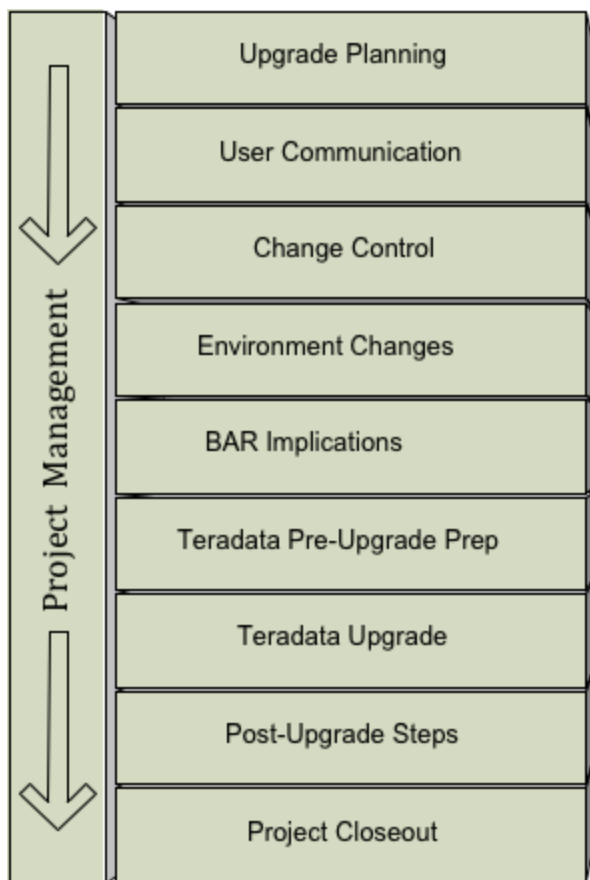 Project Management
Upgrade Planning
User Communication
Change Control
Environment Changes
BAR Implications
Teradata Pre-Upgrade Prep
Teradata Upgrade
Post-Upgrade Steps
Project Closeout